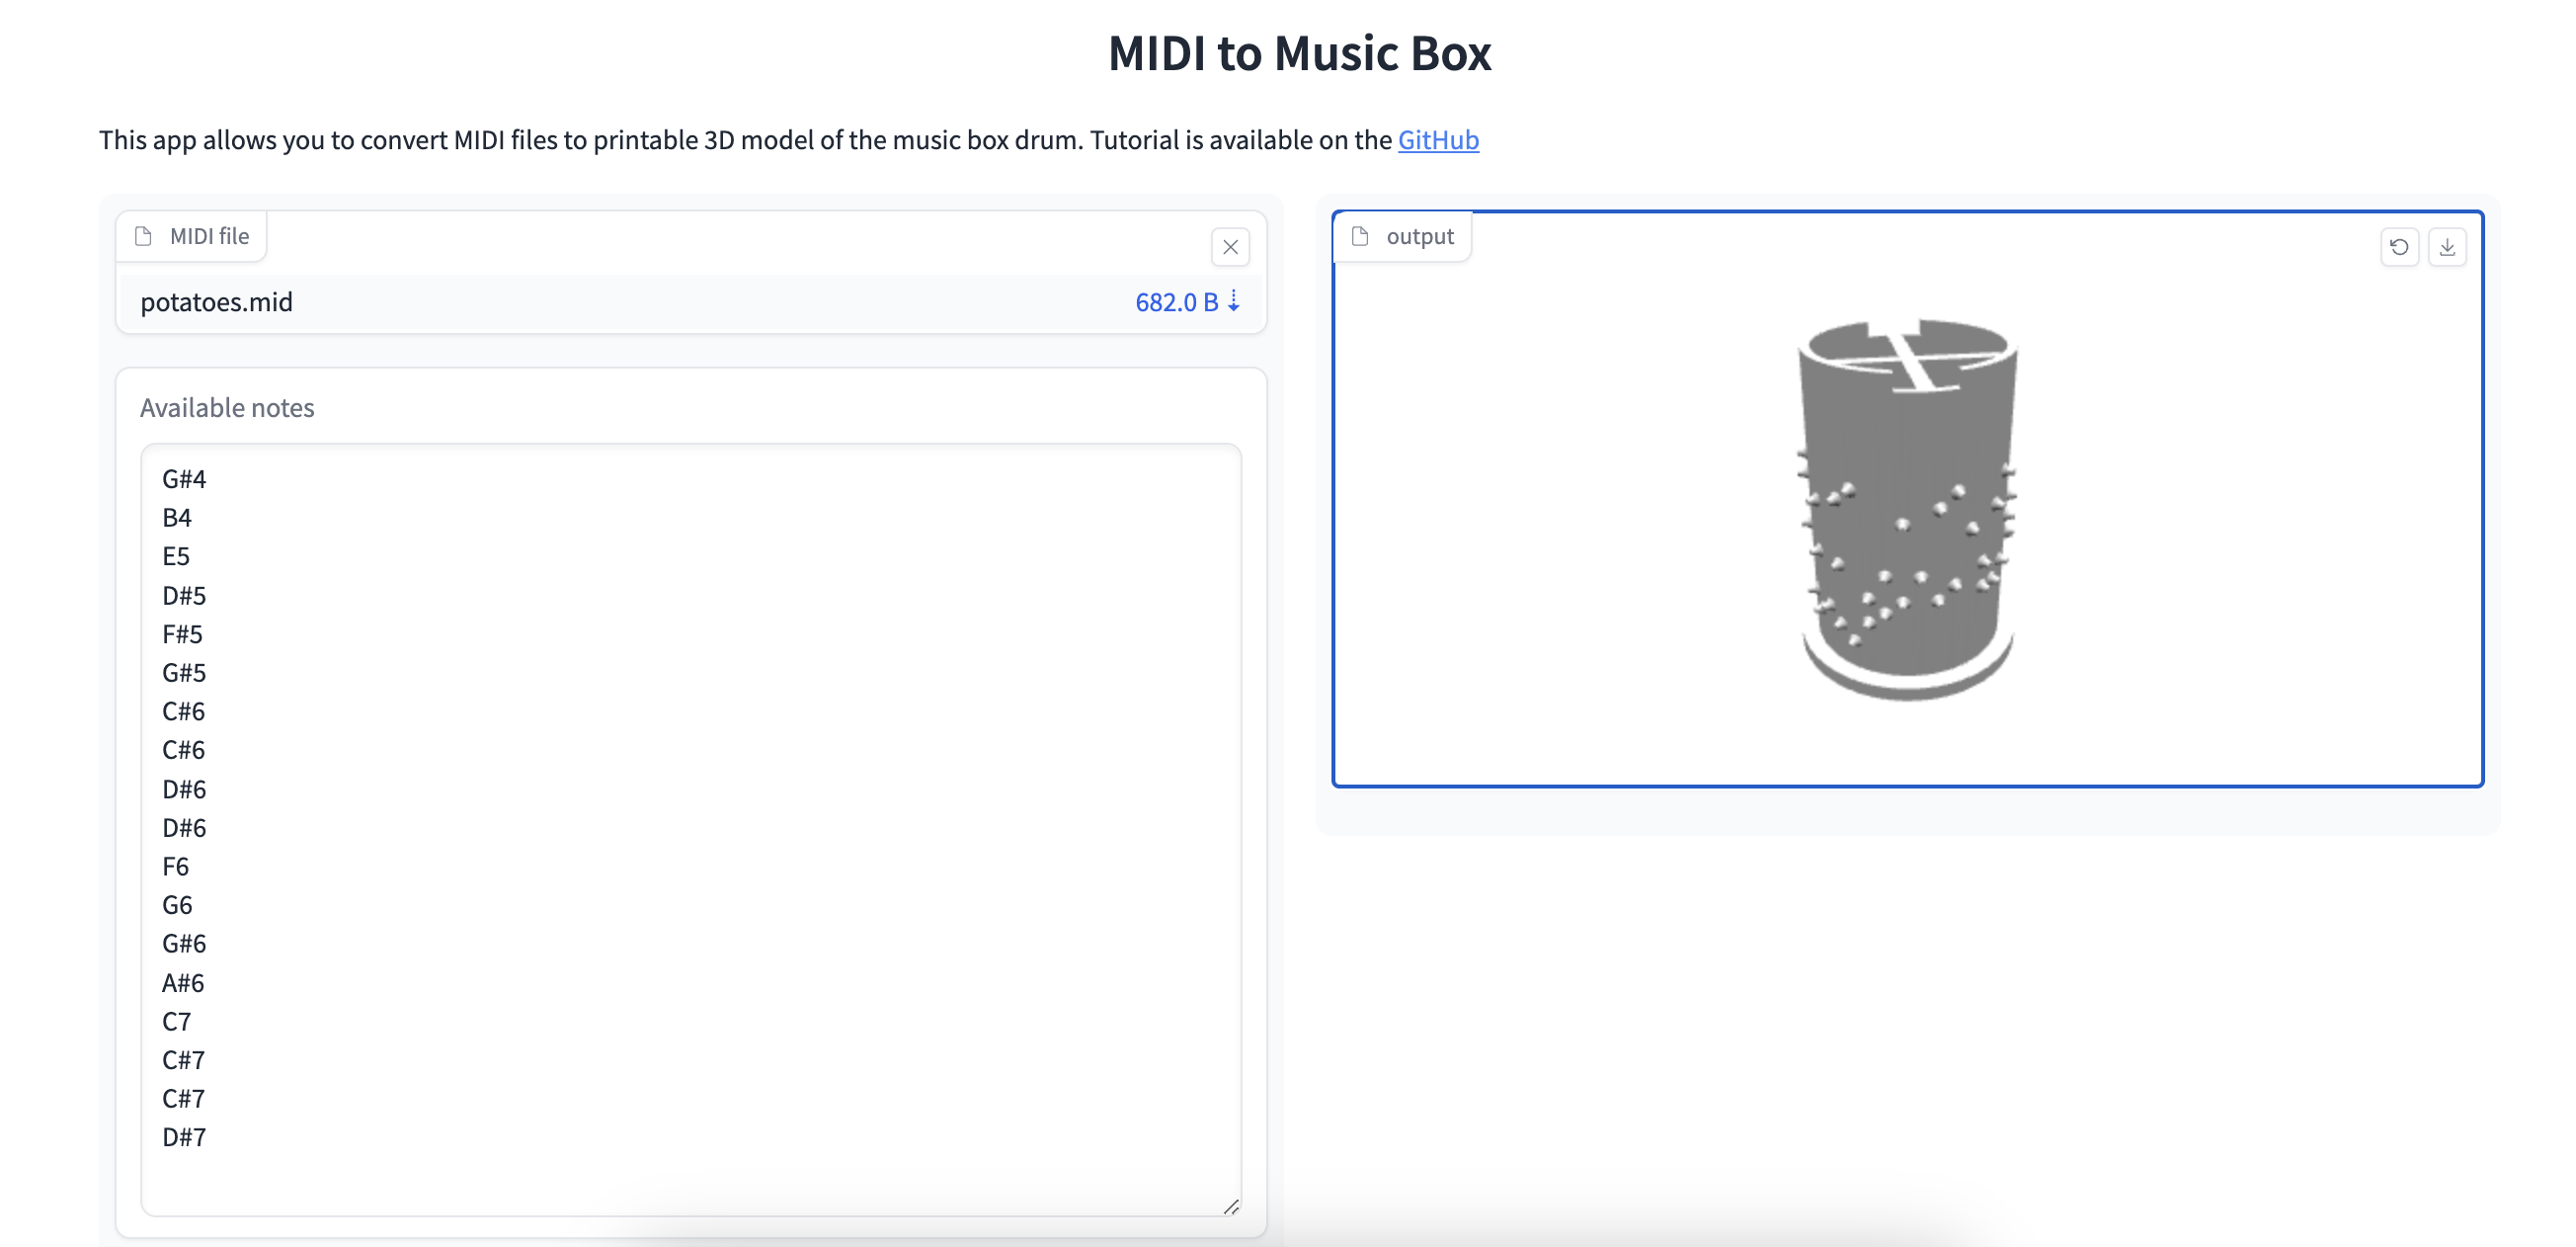 MIDI to Music Box
This app allows you to convert MIDI files to printable 3D model of the music box drum. Tutorial is available on the GitHub
MIDI file
potatoes.mid 682.0 B ⇣
Available notes
G#4
B4
E5
D#5
F#5
G#5
C#6
C#6
D#6
D#6
F6
G6
G#6
A#6
C7
C#7
C#7
D#7
output